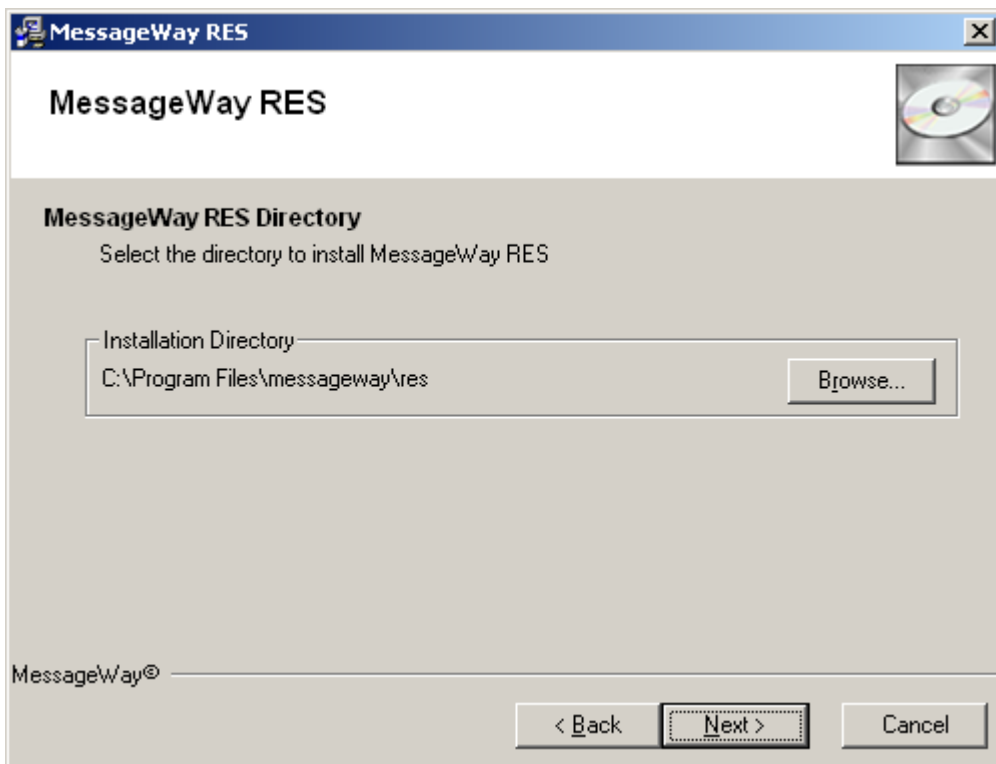 MessageWay RES
MessageWay RES
MessageWay RES Directory
Select the directory to install MessageWay RES
Installation Directory
C:\Program Files\messageway\res
Browse...
MessageWay©
< Back
Next >
Cancel